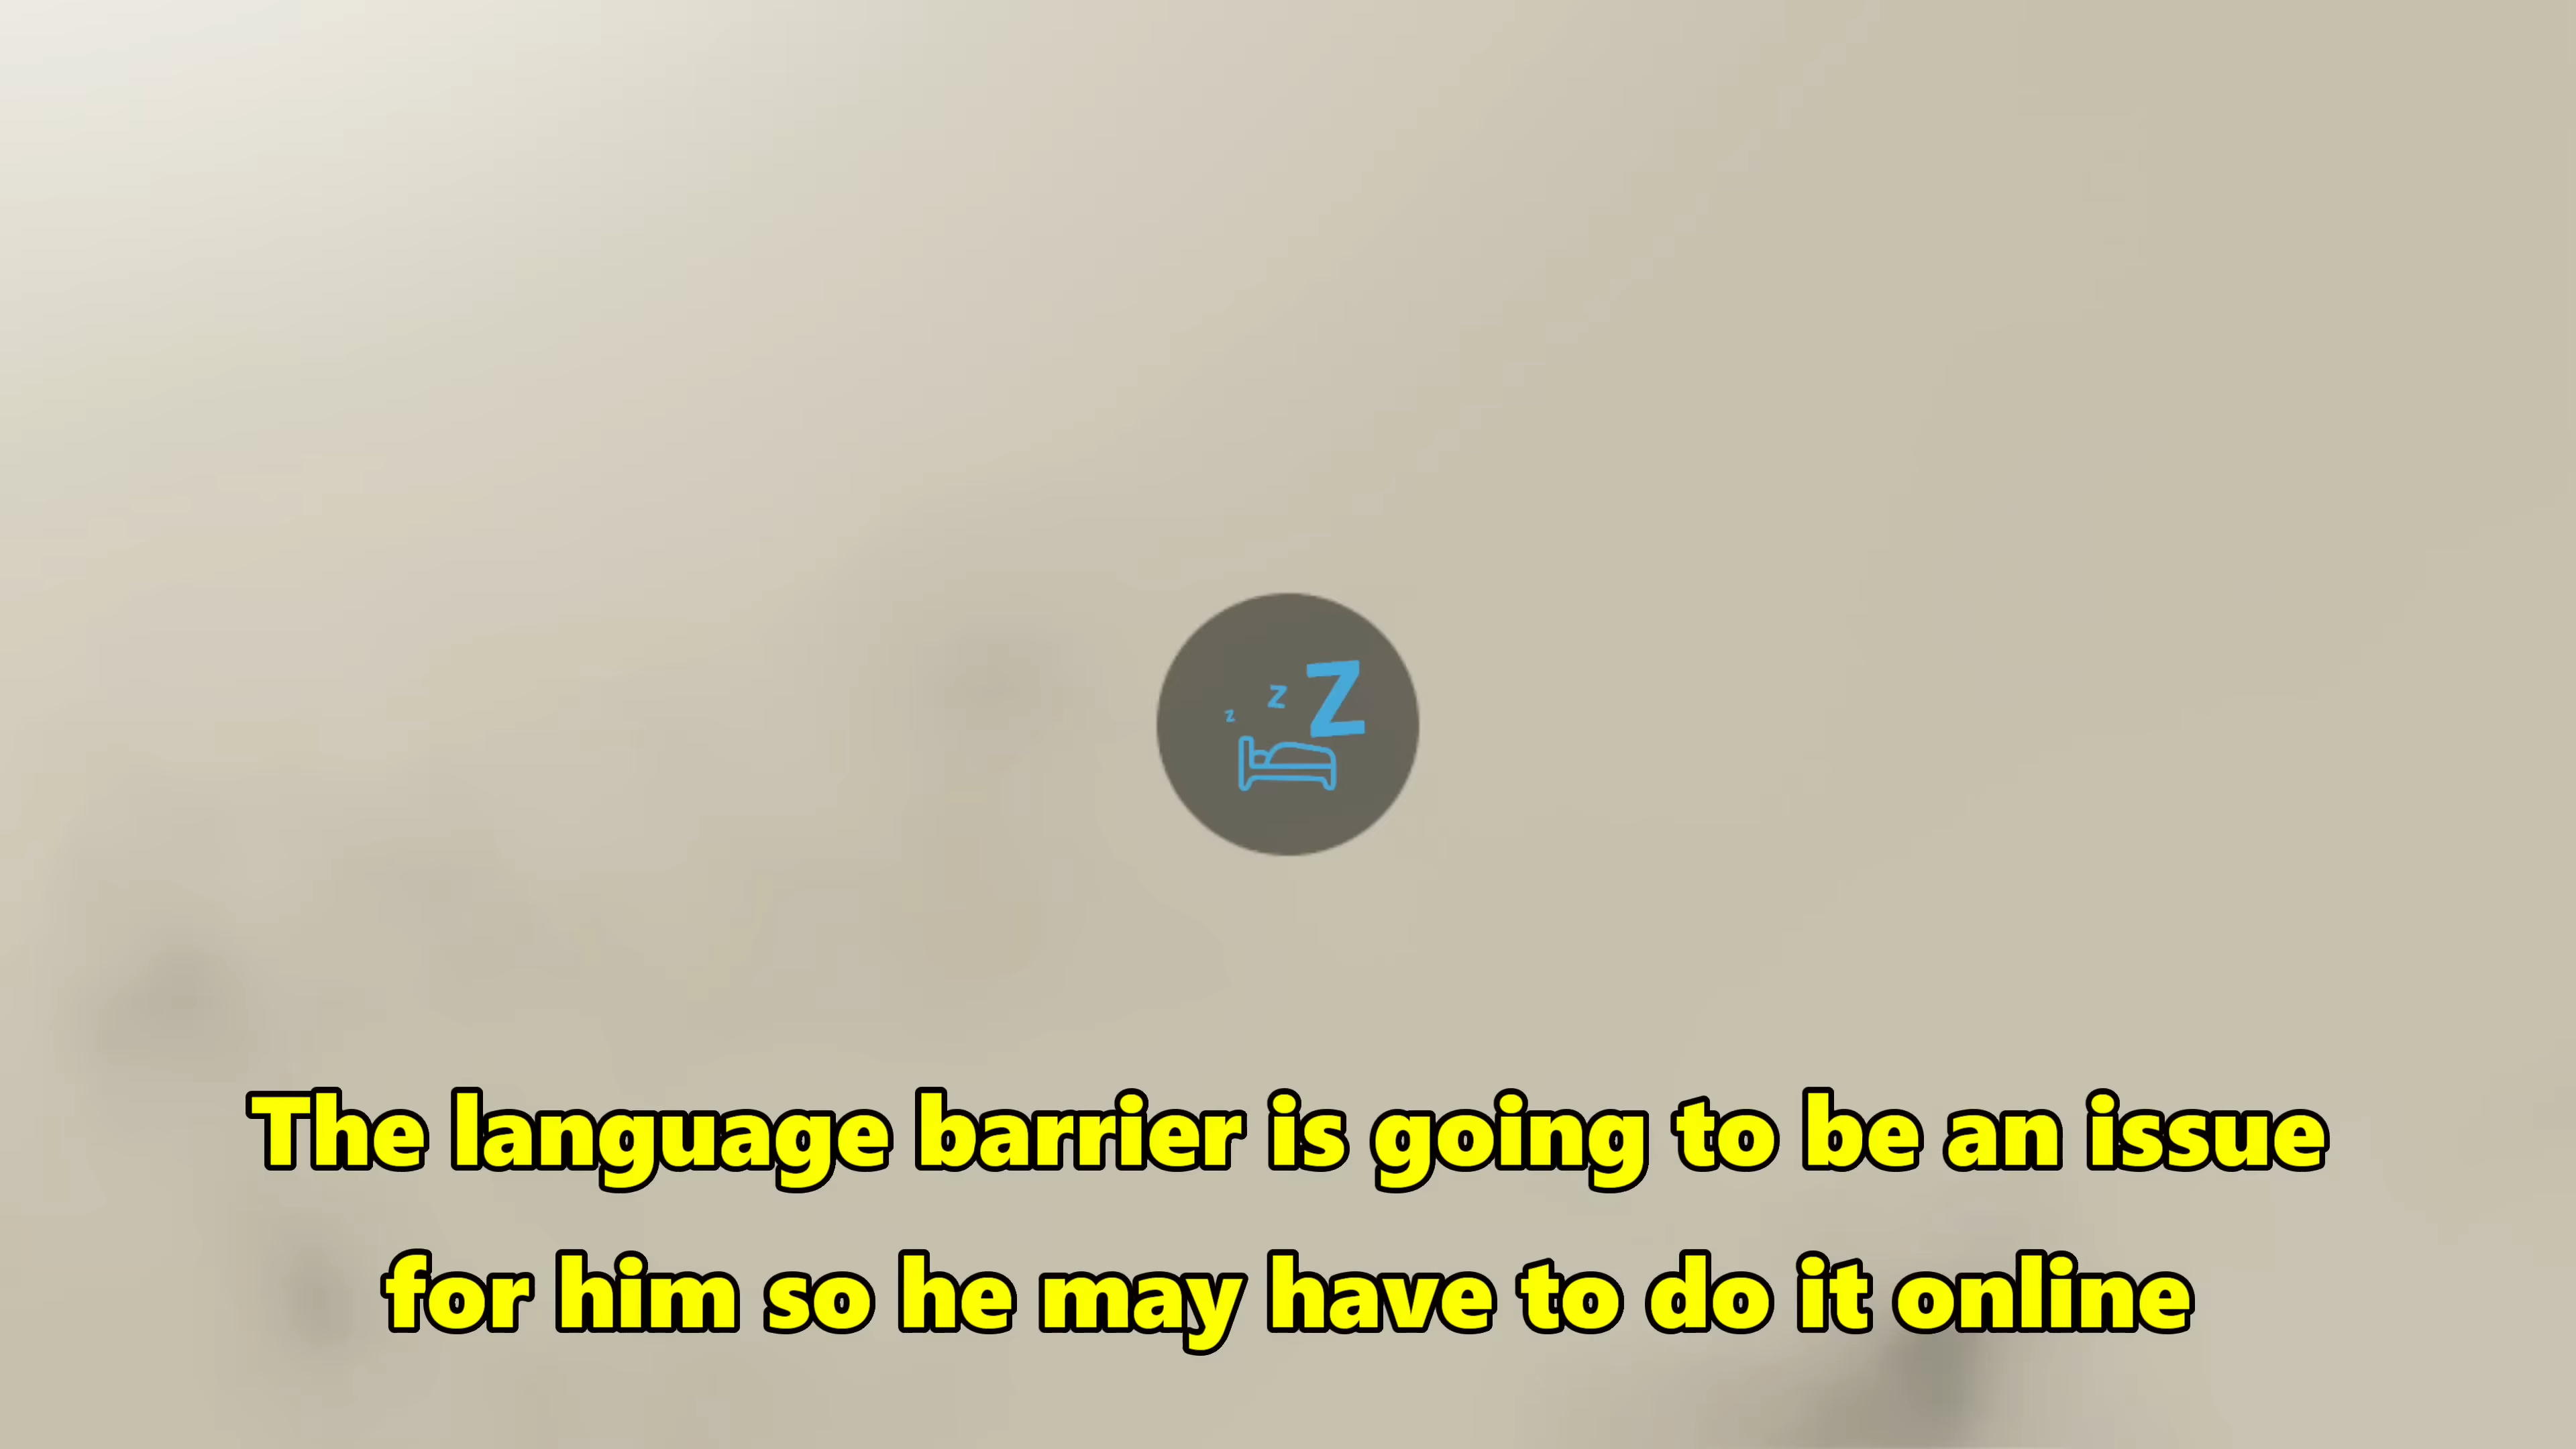 z z Z
The language barrier is going to be an issue
for him so he may have to do it online